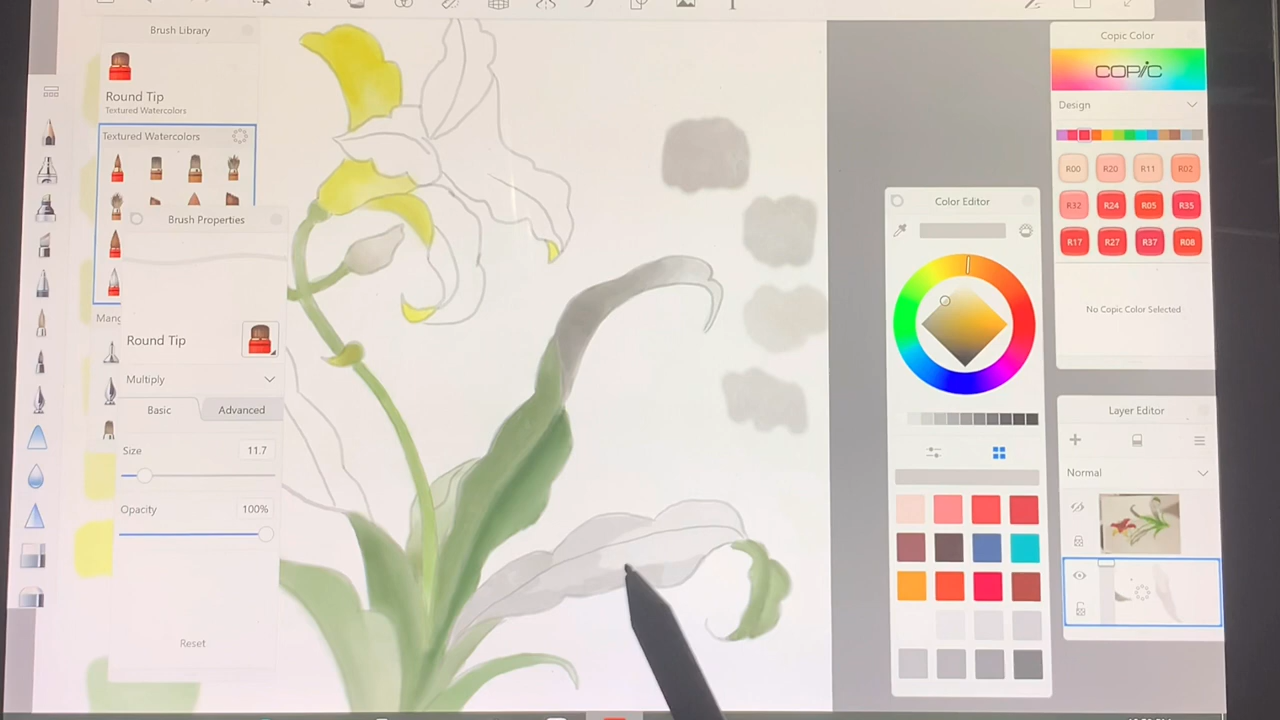 Brush Library
Round Tip
Textured Watercolors
Textured Watercolors
Brush Properties
Mang
Round Tip
Multiply
Basic
Advanced
Size
11.7
Opacity
100%
Reset
Color Editor
Copic Color
COPIC
Design
R00
R20
R11
R02
R32
R24
R05
R35
R17
R27
R37
R08
No Copic Color Selected
Layer Editor
Normal